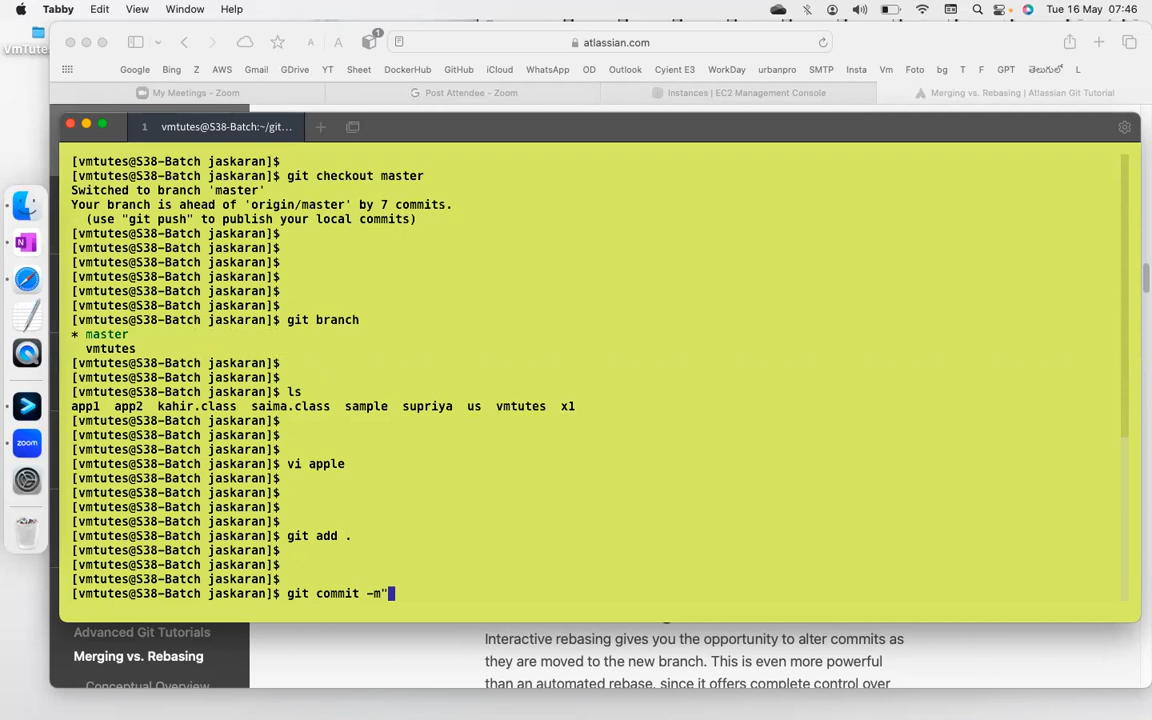 Tabby Edit View Window Help Tue 16 May 07:46
VmTutes
A A 1 atlassian.com
Google Bing Z AWS Gmail GDrive YT Sheet DockerHub GitHub iCloud WhatsApp OD Outlook Cyient E3 WorkDay urbanpro SMTP Insta Vm Foto bg T F GPT తెలుగులో L
My Meetings - Zoom Post Attendee - Zoom Instances | EC2 Management Console Merging vs. Rebasing | Atlassian Git Tutorial
1 vmtutes@S38-Batch:~/git...
[vmtutes@S38-Batch jaskaran]$
[vmtutes@S38-Batch jaskaran]$ git checkout master
Switched to branch 'master'
Your branch is ahead of 'origin/master' by 7 commits.
(use "git push" to publish your local commits)
[vmtutes@S38-Batch jaskaran]$
[vmtutes@S38-Batch jaskaran]$
[vmtutes@S38-Batch jaskaran]$
[vmtutes@S38-Batch jaskaran]$
[vmtutes@S38-Batch jaskaran]$
[vmtutes@S38-Batch jaskaran]$
[vmtutes@S38-Batch jaskaran]$ git branch
* master
vmtutes
[vmtutes@S38-Batch jaskaran]$
[vmtutes@S38-Batch jaskaran]$
[vmtutes@S38-Batch jaskaran]$ ls
app1 app2 kahir.class saima.class sample supriya us vmtutes x1
[vmtutes@S38-Batch jaskaran]$
[vmtutes@S38-Batch jaskaran]$
[vmtutes@S38-Batch jaskaran]$
[vmtutes@S38-Batch jaskaran]$ vi apple
[vmtutes@S38-Batch jaskaran]$
[vmtutes@S38-Batch jaskaran]$
[vmtutes@S38-Batch jaskaran]$
[vmtutes@S38-Batch jaskaran]$
[vmtutes@S38-Batch jaskaran]$ git add .
[vmtutes@S38-Batch jaskaran]$
[vmtutes@S38-Batch jaskaran]$
[vmtutes@S38-Batch jaskaran]$
[vmtutes@S38-Batch jaskaran]$ git commit -m"
zoom
Advanced Git Tutorials
Merging vs. Rebasing
Conceptual Overview
Interactive rebasing gives you the opportunity to alter commits as
they are moved to the new branch. This is even more powerful
than an automated rebase, since it offers complete control over